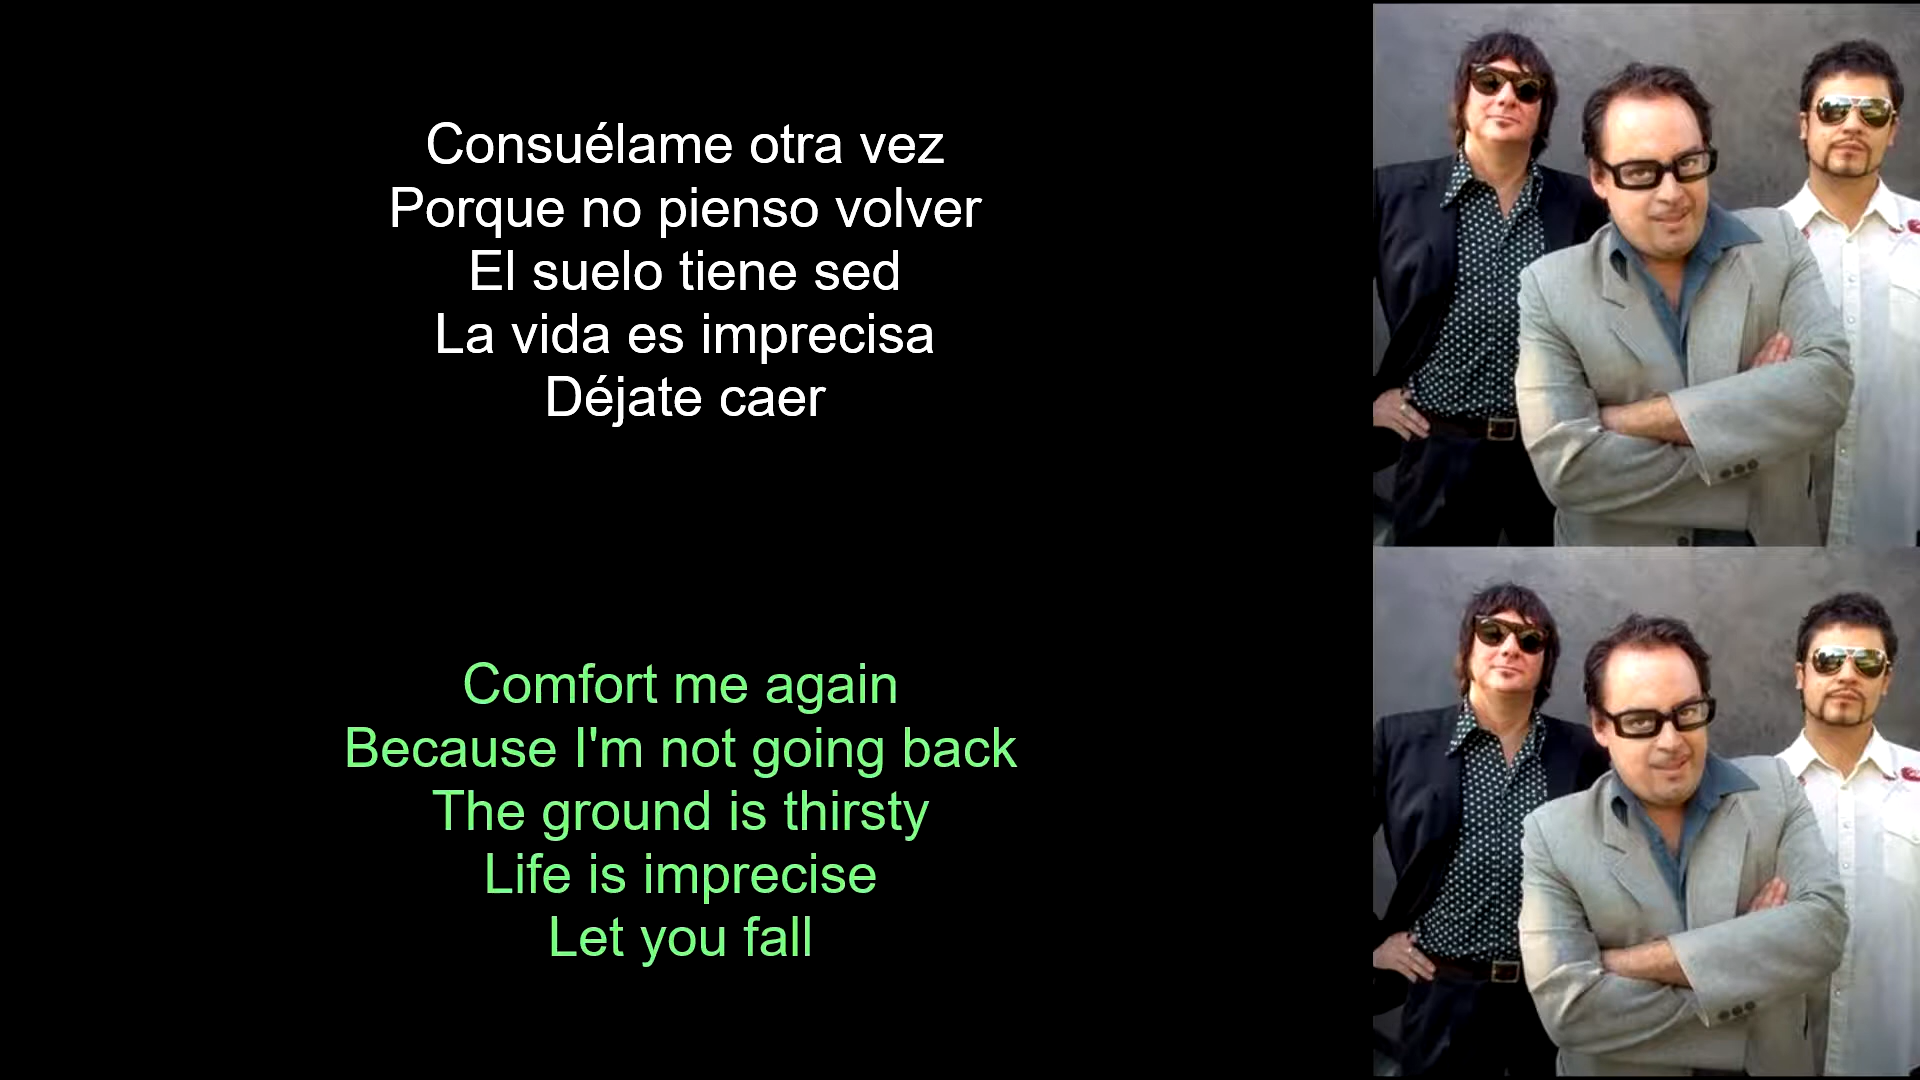 Consuélame otra vez
Porque no pienso volver
El suelo tiene sed
La vida es imprecisa
Déjate caer
Comfort me again
Because I'm not going back
The ground is thirsty
Life is imprecise
Let you fall